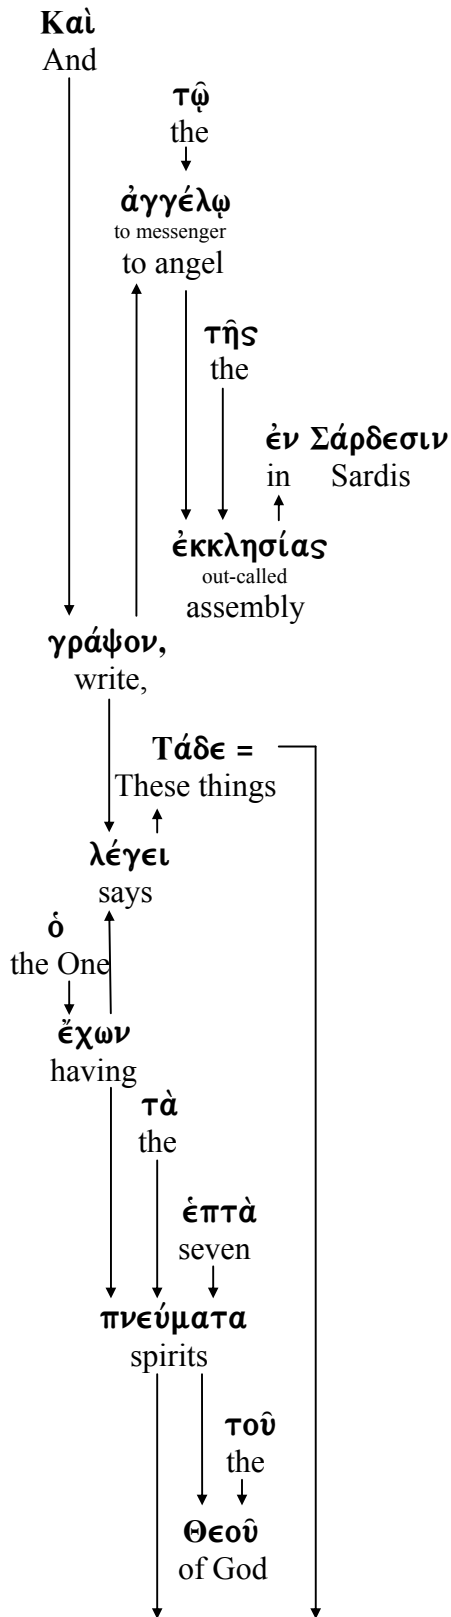 Καὶ
And
τῷ
the
ἀγγέλῳ
to messenger
to angel
τῆς
the
ἐν Σάρδεσιν
in Sardis
ἐκκλησίας
out-called
assembly
γράψον,
write,
Τάδε =
These things
λέγει
says
ὁ
the One
ἔχων
having
τὰ
the
ἑπτὰ
seven
πνεύματα
spirits
τοῦ
the
Θεοῦ
of God